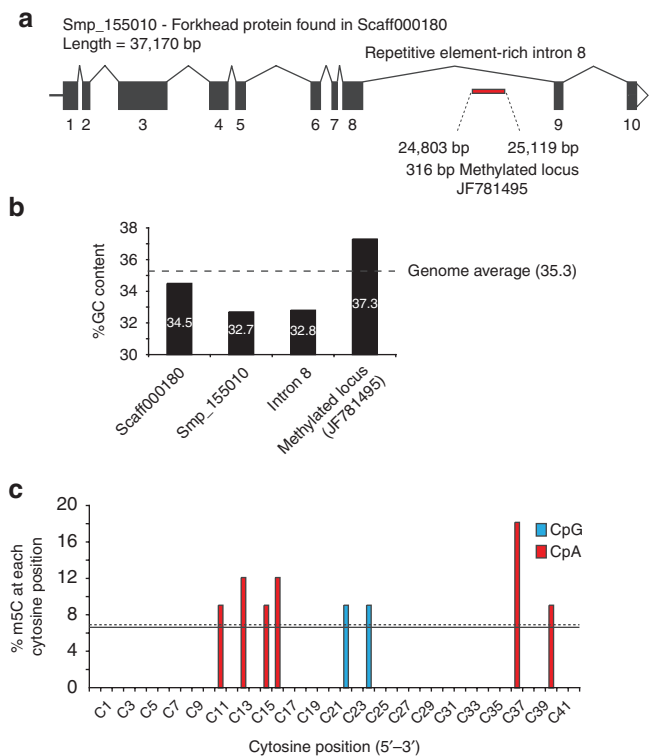 a
Smp_155010 - Forkhead protein found in Scaff000180
Length = 37,170 bp
Repetitive element-rich intron 8
1 2 3 4 5 6 7 8 9 10
24,803 bp 25,119 bp
316 bp Methylated locus
JF781495
b
%GC content
38
36
34
32
30
Genome average (35.3)
34.5
32.7
32.8
37.3
Scaff000180
Smp_155010
Intron 8
Methylated locus
(JF781495)
c
% m5C at each
cytosine position
20
16
12
8
4
0
CpG
CpA
C1 C3 C5 C7 C9 C11 C13 C15 C17 C19 C21 C23 C25 C27 C29 C31 C33 C35 C37 C39 C41
Cytosine position (5′–3′)